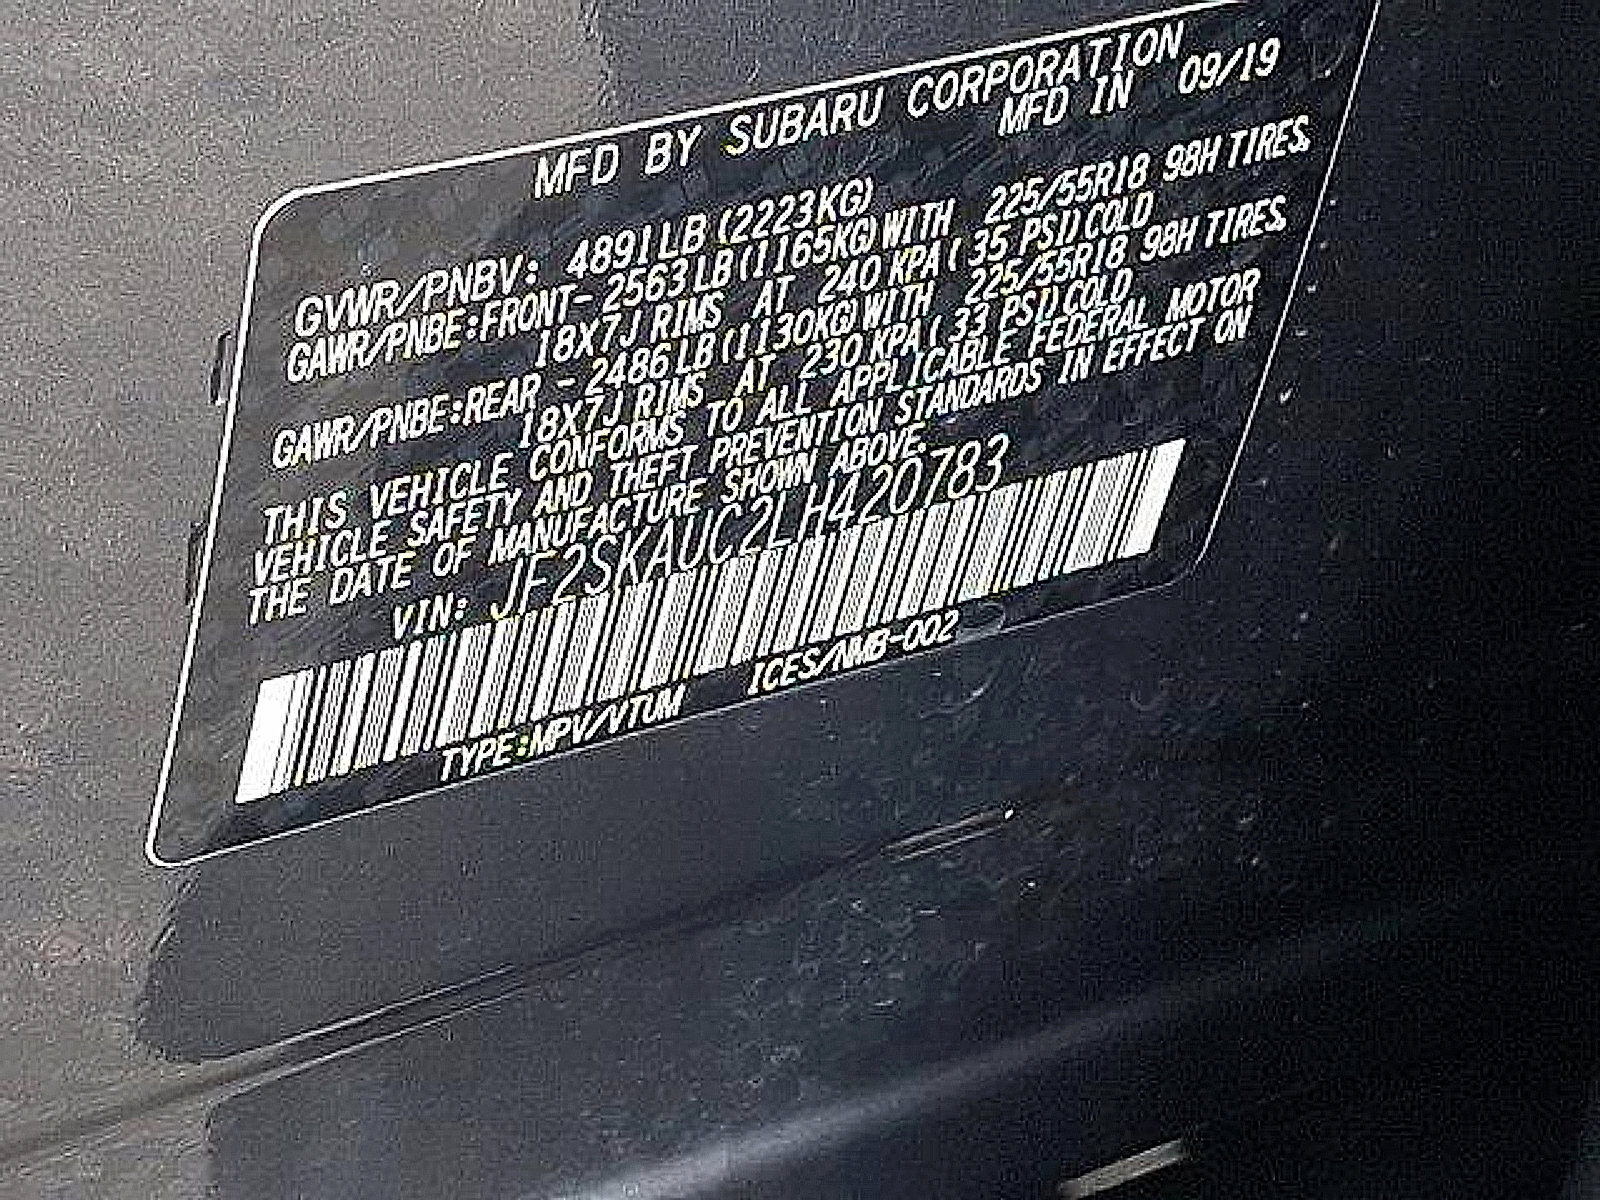 MFD BY SUBARU CORPORATION
MFD IN 09/19
GVWR/PNBV: 4891LB (2223KG)
GAWR/PNBE:FRONT- 2563LB(1165KG)WITH 225/55R18 98H TIRES,
18X7J RIMS AT 240 KPA( 35 PSI)COLD
GAWR/PNBE:REAR - 2486LB(1130KG)WITH 225/55R18 98H TIRES,
18X7J RIMS AT 230 KPA( 33 PSI)COLD
THIS VEHICLE CONFORMS TO ALL APPLICABLE FEDERAL MOTOR
VEHICLE SAFETY AND THEFT PREVENTION STANDARDS IN EFFECT ON
THE DATE OF MANUFACTURE SHOWN ABOVE.
VIN: JF2SKAUC2LH420783
TYPE:MPV/VTUM ICES/NMB-002